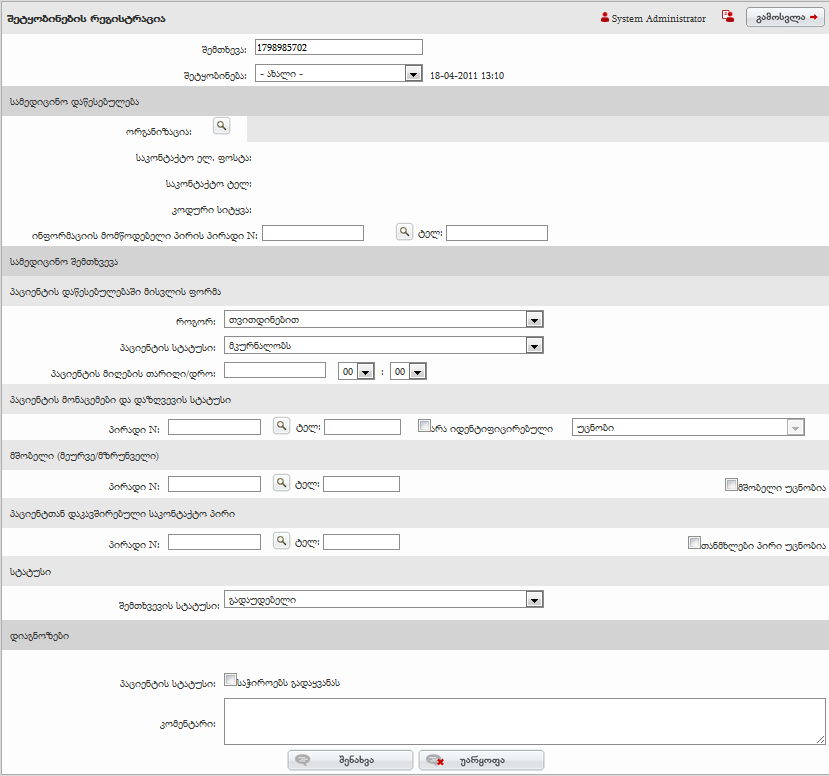 შეტყობინების რეგისტრაცია System Administrator გამოსვლა
შემთხვევა: 1798985702
შეტყობინება: - ახალი - 18-04-2011 13:10
სამედიცინო დაწესებულება
ორგანიზაცია:
საკონტაქტო ელ. ფოსტა:
საკონტაქტო ტელ:
კოდური სიტყვა:
ინფორმაციის მომწოდებელი პირის პირადი N: ტელ:
სამედიცინო შემთხვევა
პაციენტის დაწესებულებაში მისვლის ფორმა
როგორ: თვითდინებით
პაციენტის სტატუსი: მკურნალობს
პაციენტის მიღების თარიღი/დრო: 00 : 00
პაციენტის მონაცემები და დაზღვევის სტატუსი
პირადი N: ტელ: არა იდენტიფიცირებული უცნობი
მშობელი (მეურვე/მზრუნველი)
პირადი N: ტელ: მშობელი უცნობია
პაციენტთან დაკავშირებული საკონტაქტო პირი
პირადი N: ტელ: თანმხლები პირი უცნობია
სტატუსი
შემთხვევის სტატუსი: გადაუდებელი
დიაგნოზები
პაციენტის სტატუსი: საჭიროებს გადაყვანას
კომენტარი:
შენახვა უარყოფა